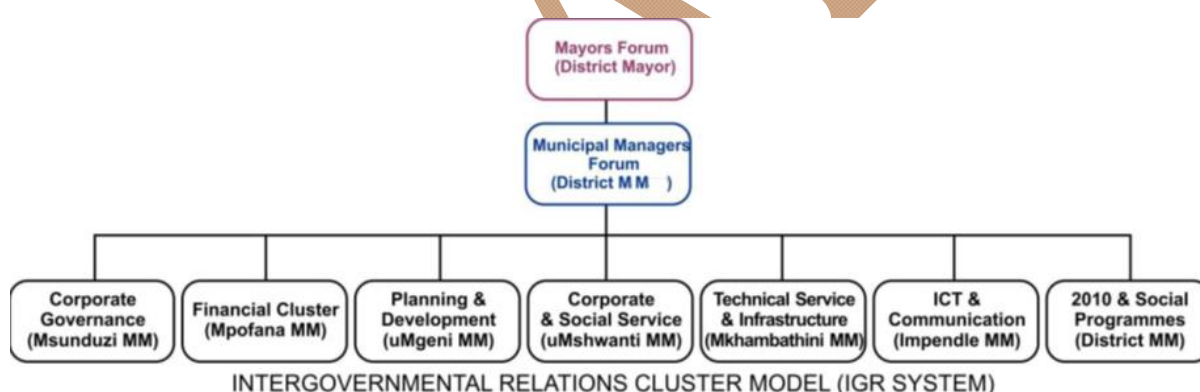 Mayors Forum
(District Mayor)
Municipal Managers
Forum
(District M M )
Corporate
Governance
(Msunduzi MM)
Financial Cluster
(Mpofana MM)
Planning &
Development
(uMgeni MM)
Corporate
& Social Service
(uMshwanti MM)
Technical Service
& Infrastructure
(Mkhambathini MM)
ICT &
Communication
(Impendle MM)
2010 & Social
Programmes
(District MM)
INTERGOVERNMENTAL RELATIONS CLUSTER MODEL (IGR SYSTEM)